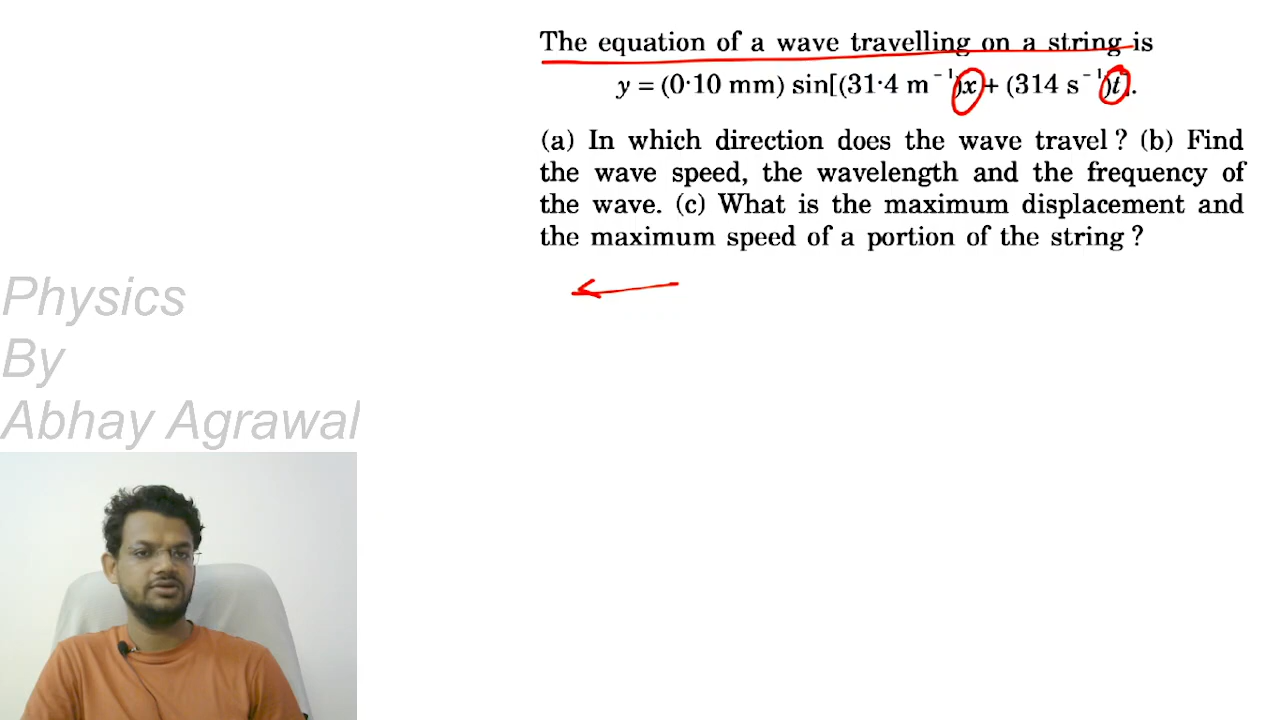 The equation of a wave travelling on a string is
y = (0·10 mm) sin[(31·4 m⁻¹)x + (314 s⁻¹)t].
(a) In which direction does the wave travel ? (b) Find
the wave speed, the wavelength and the frequency of
the wave. (c) What is the maximum displacement and
the maximum speed of a portion of the string ?
Physics
By
Abhay Agrawal